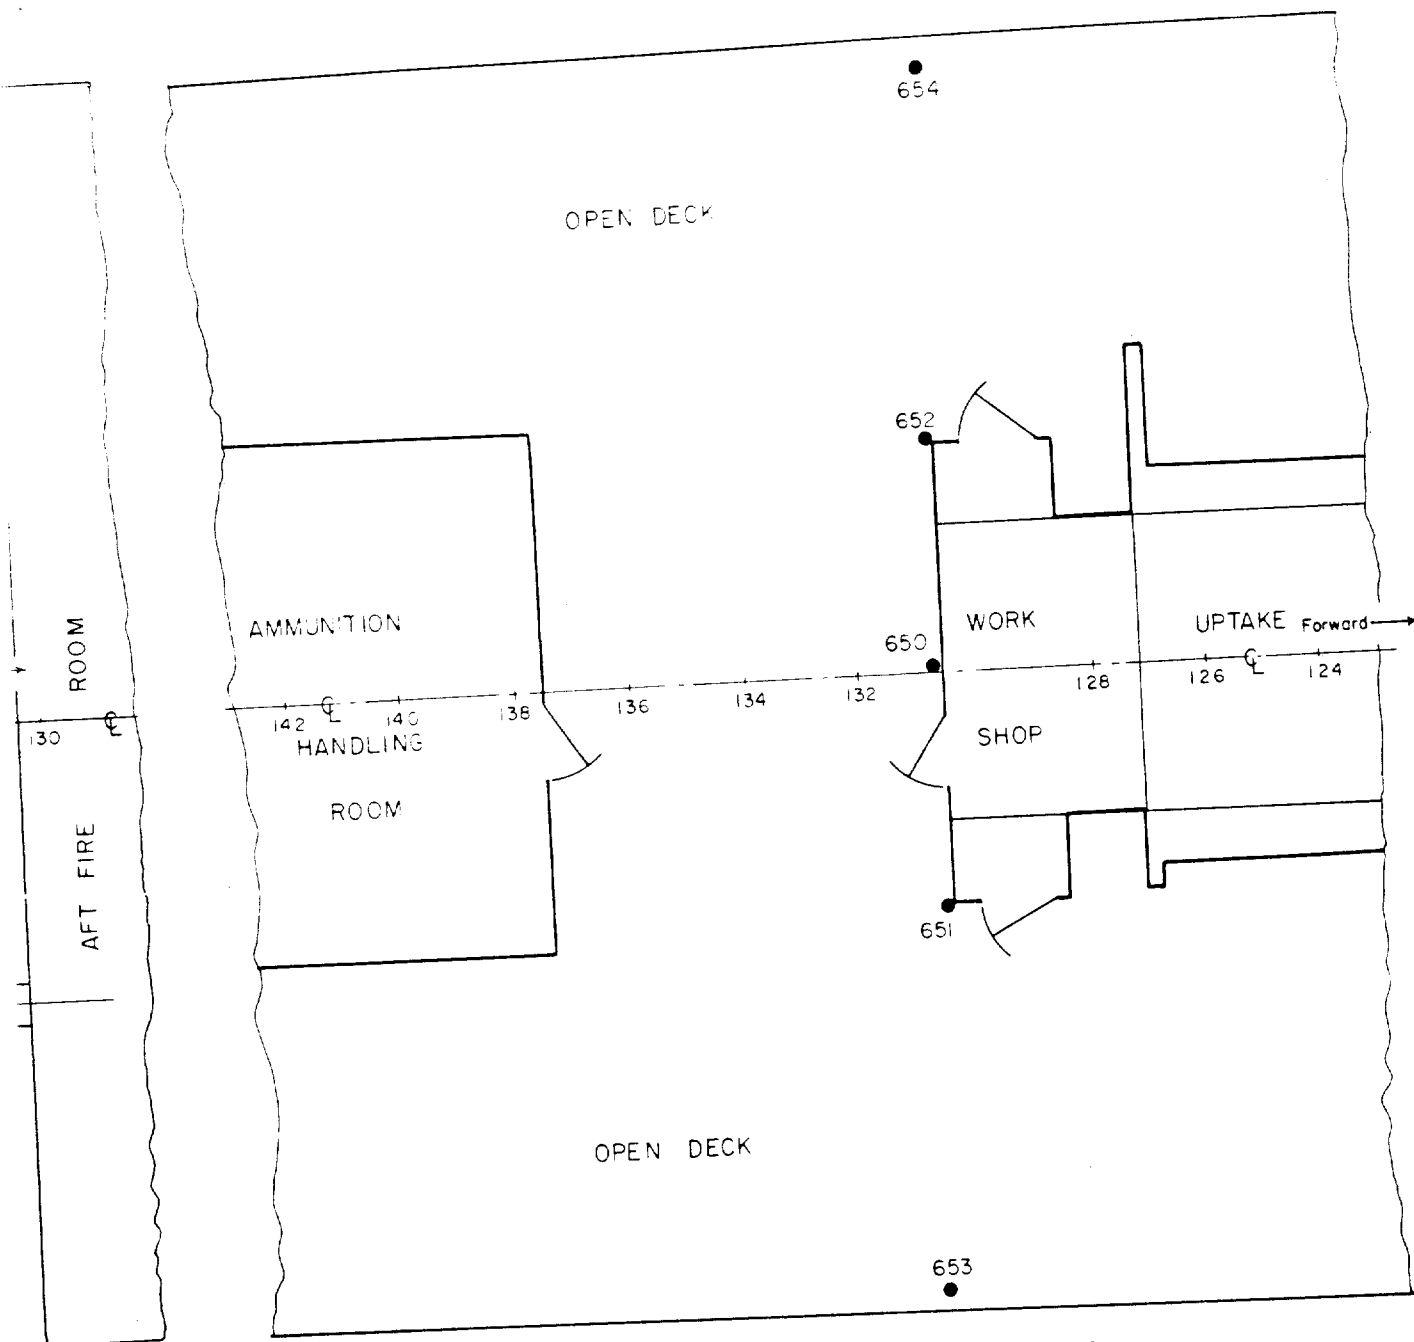 654
OPEN DECK
652
650
WORK
UPTAKE Forward
AMMUNITION
142 ℄ 140 138 136 134 132 128 126 ℄ 124
HANDLING
SHOP
ROOM
130 ℄
AFT FIRE ROOM
651
OPEN DECK
653